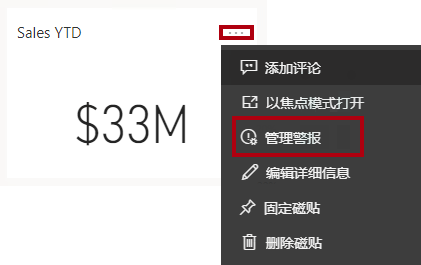 Sales YTD
...
$33M
添加评论
以焦点模式打开
管理警报
编辑详细信息
固定磁贴
删除磁贴